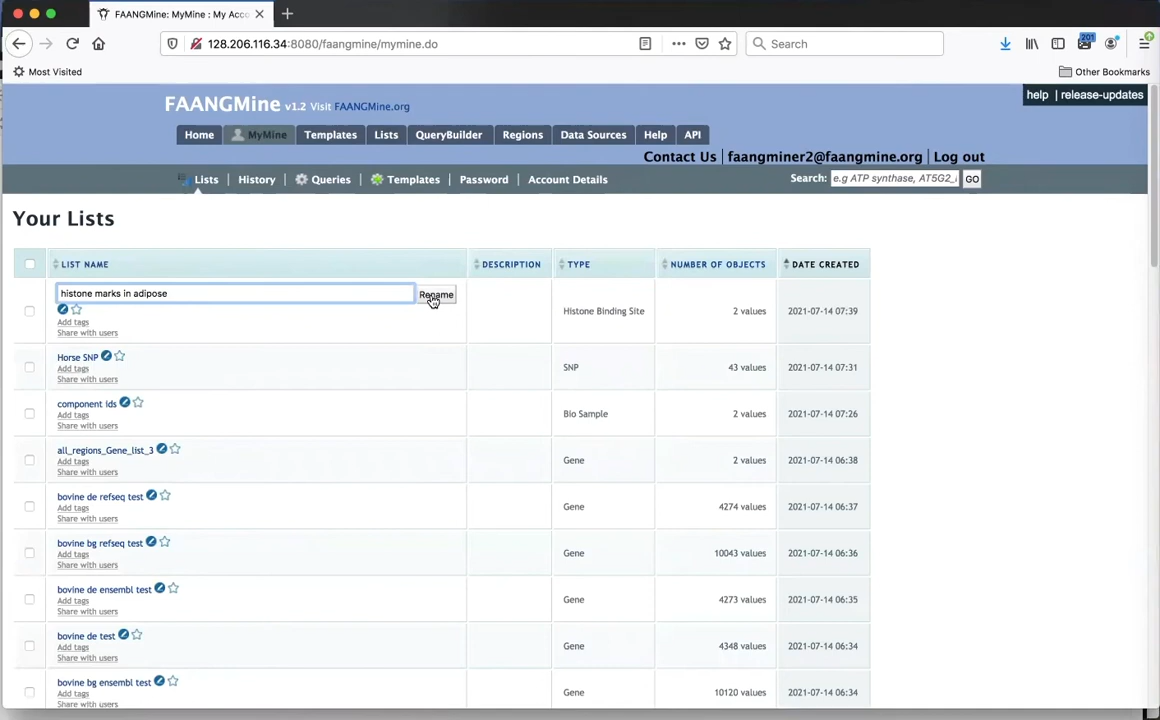 FAANGMine: MyMine : My Acc
128.206.116.34:8080/faangmine/mymine.do
Search
201
Most Visited
Other Bookmarks
FAANGMine v1.2 Visit FAANGMine.org
help | release-updates
Home MyMine Templates Lists QueryBuilder Regions Data Sources Help API
Contact Us | faangminer2@faangmine.org | Log out
Lists | History | Queries | Templates | Password | Account Details
Search: e.g ATP synthase, AT5G2_ GO
Your Lists
LIST NAME DESCRIPTION TYPE NUMBER OF OBJECTS DATE CREATED
histone marks in adipose Rename
Add tags
Share with users
Histone Binding Site 2 values 2021-07-14 07:39
Horse SNP
Add tags
Share with users
SNP 43 values 2021-07-14 07:31
component ids
Add tags
Share with users
Bio Sample 2 values 2021-07-14 07:26
all_regions_Gene_list_3
Add tags
Share with users
Gene 2 values 2021-07-14 06:38
bovine de refseq test
Add tags
Share with users
Gene 4274 values 2021-07-14 06:37
bovine bg refseq test
Add tags
Share with users
Gene 10043 values 2021-07-14 06:36
bovine de ensembl test
Add tags
Share with users
Gene 4273 values 2021-07-14 06:35
bovine de test
Add tags
Share with users
Gene 4348 values 2021-07-14 06:34
bovine bg ensembl test
Add tags
Share with users
Gene 10120 values 2021-07-14 06:34